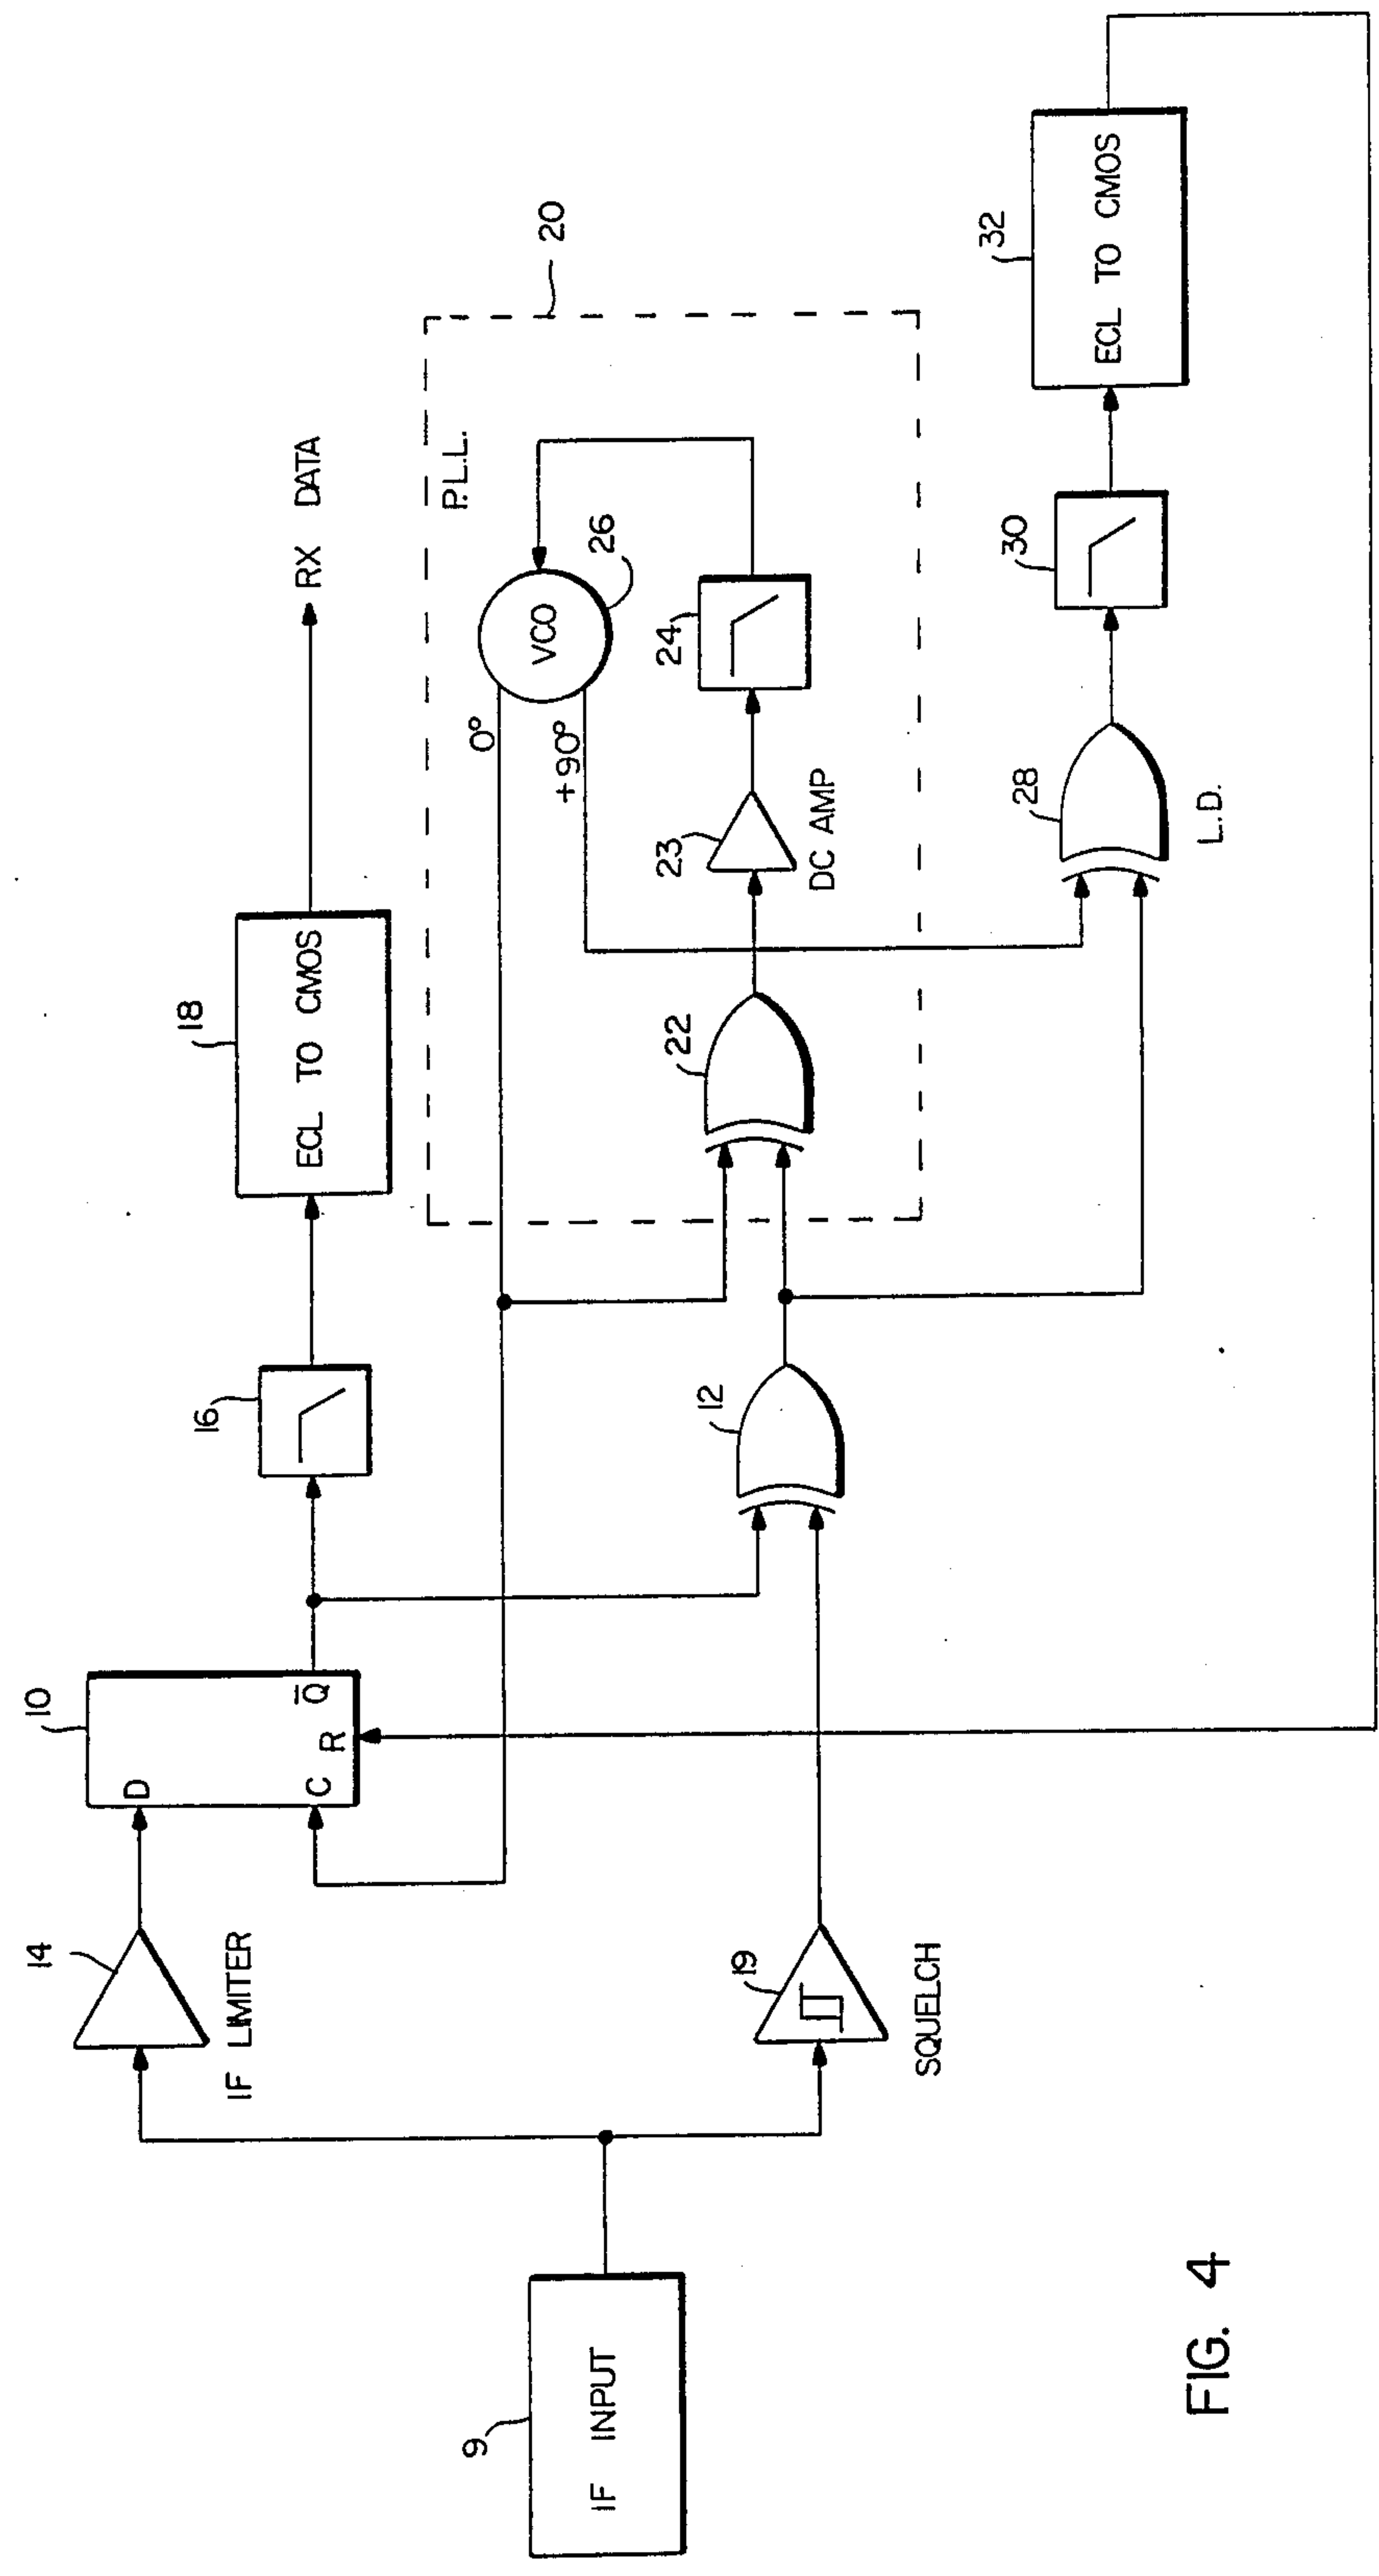 9
IF INPUT
14
IF LIMITER
10
D
C
R
Q̅
16
18
ECL TO CMOS
RX DATA
19
SQUELCH
12
20
P.L.L.
0°
+90°
VCO
26
22
23
DC AMP
24
28
L.D.
30
32
ECL TO CMOS
FIG. 4